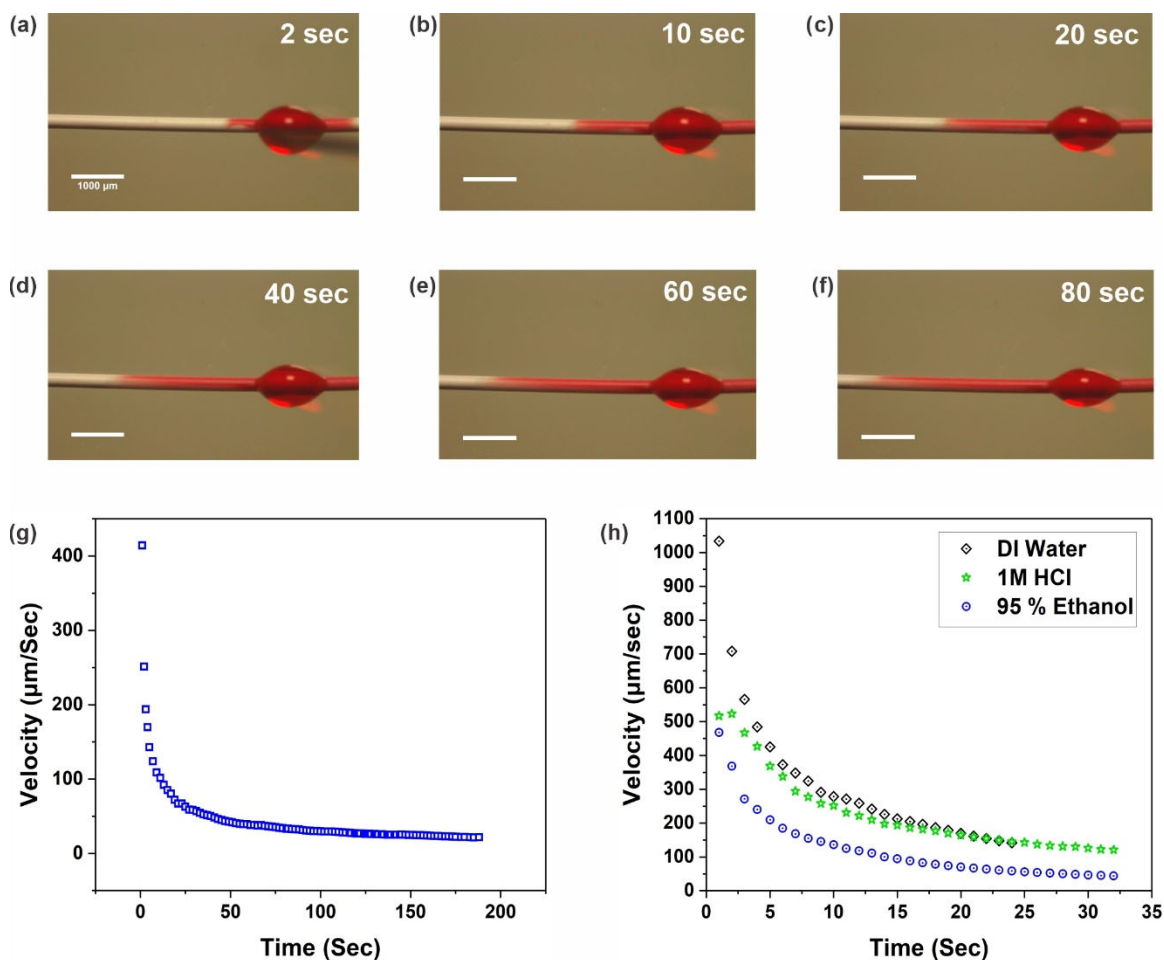 (a) 2 sec
(b) 10 sec
(c) 20 sec
1000 µm
(d) 40 sec
(e) 60 sec
(f) 80 sec
(g)
400
300
200
100
0
Velocity (µm/Sec)
0 50 100 150 200
Time (Sec)
(h)
1100
1000
900
800
700
600
500
400
300
200
100
0
Velocity (µm/sec)
DI Water
1M HCl
95 % Ethanol
0 5 10 15 20 25 30 35
Time (Sec)